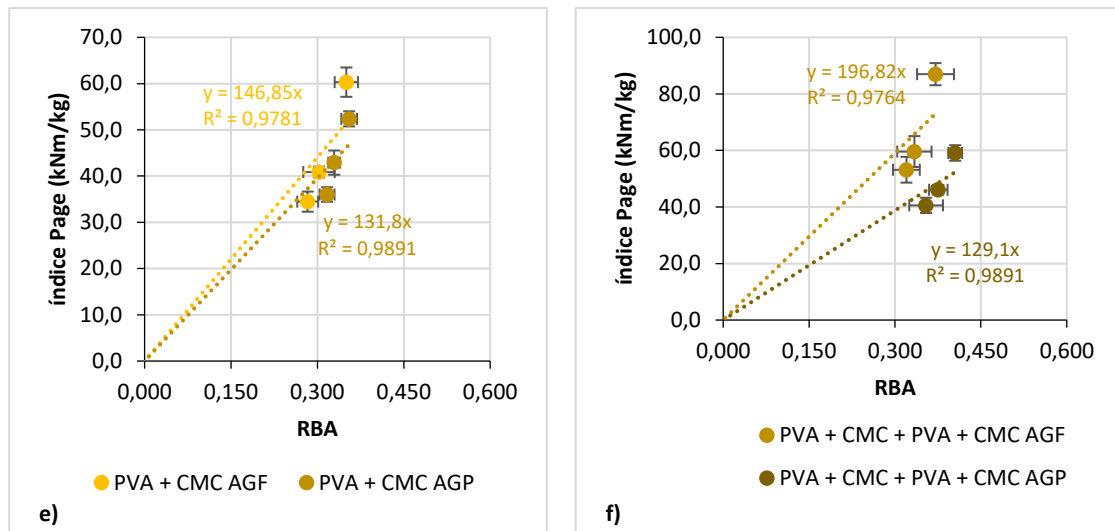 índice Page (kNm/kg)
70,0
60,0
50,0
40,0
30,0
20,0
10,0
0,0
y = 146,85x
R² = 0,9781
y = 131,8x
R² = 0,9891
0,000 0,150 0,300 0,450 0,600
RBA
PVA + CMC AGF PVA + CMC AGP
e)
índice Page (kNm/kg)
100,0
80,0
60,0
40,0
20,0
0,0
y = 196,82x
R² = 0,9764
y = 129,1x
R² = 0,9891
0,000 0,150 0,300 0,450 0,600
RBA
PVA + CMC + PVA + CMC AGF
PVA + CMC + PVA + CMC AGP
f)